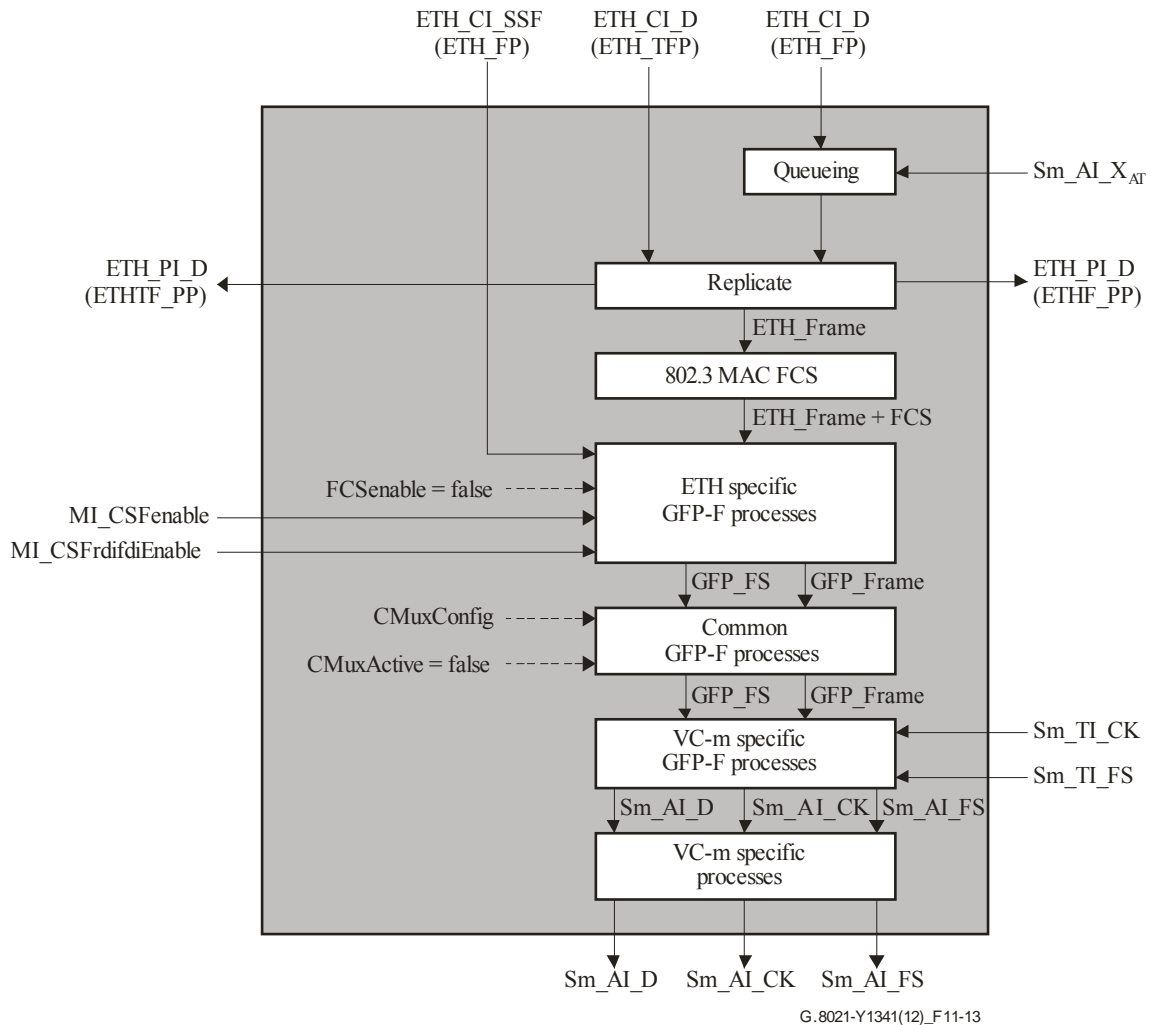 ETH_CI_SSF
(ETH_FP)
ETH_CI_D
(ETH_TFP)
ETH_CI_D
(ETH_FP)
Queueing
Sm_AI_X_AT
ETH_PI_D
(ETHTF_PP)
Replicate
ETH_PI_D
(ETHF_PP)
ETH_Frame
802.3 MAC FCS
ETH_Frame + FCS
FCSenable = false
MI_CSFenable
MI_CSFrdifdiEnable
ETH specific
GFP-F processes
GFP_FS
GFP_Frame
CMuxConfig
CMuxActive = false
Common
GFP-F processes
GFP_FS
GFP_Frame
VC-m specific
GFP-F processes
Sm_TI_CK
Sm_TI_FS
Sm_AI_D
Sm_AI_CK
Sm_AI_FS
VC-m specific
processes
Sm_AI_D
Sm_AI_CK
Sm_AI_FS
G.8021-Y1341(12)_F11-13